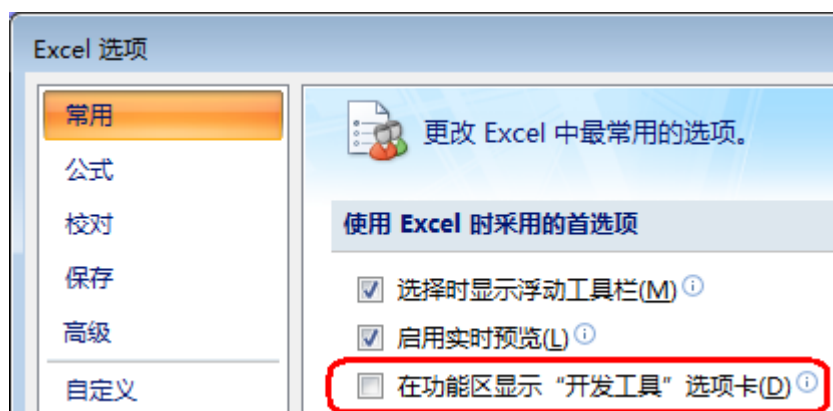 Excel 选项
常用
公式
校对
保存
高级
自定义
更改 Excel 中最常用的选项。
使用 Excel 时采用的首选项
选择时显示浮动工具栏(M)
启用实时预览(L)
在功能区显示“开发工具”选项卡(D)